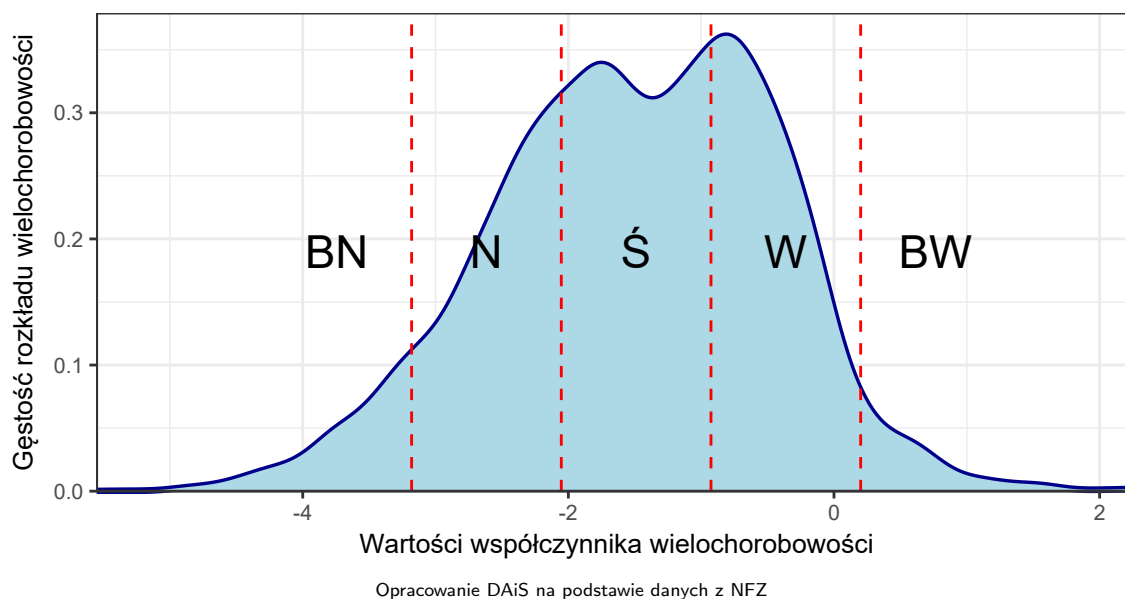 Gęstość rozkładu wielochorobowości
0.3
0.2
0.1
0.0
BN N Ś W BW
-4 -2 0 2
Wartości współczynnika wielochorobowości
Opracowanie DAiS na podstawie danych z NFZ